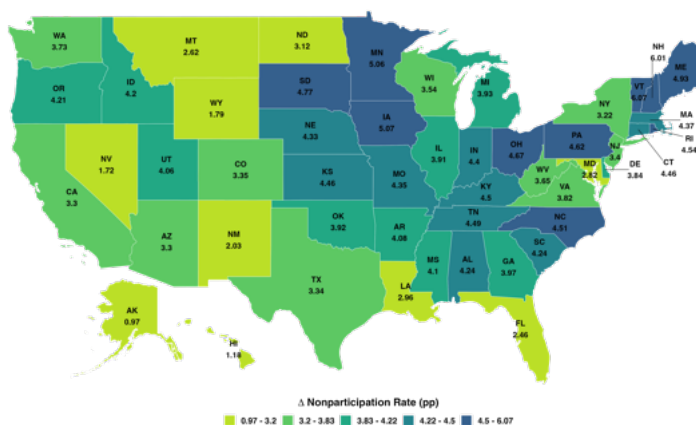 WA
3.73
MT
2.62
ND
3.12
MN
5.06
NH
6.01
ME
4.93
VT
6.07
OR
4.21
ID
4.2
SD
4.77
WI
3.54
MI
3.93
NY
3.22
MA
4.37
RI
4.54
WY
1.79
IA
5.07
NE
4.33
PA
4.62
NJ
3.4
CT
4.46
NV
1.72
UT
4.06
CO
3.35
IL
3.91
IN
4.4
OH
4.67
MD
2.82
DE
3.84
CA
3.3
KS
4.46
MO
4.35
WV
3.65
VA
3.82
KY
4.5
AZ
3.3
NM
2.03
OK
3.92
AR
4.08
TN
4.49
NC
4.51
TX
3.34
LA
2.96
MS
4.1
AL
4.24
GA
3.97
SC
4.24
AK
0.97
HI
1.18
FL
2.46
Δ Nonparticipation Rate (pp)
0.97 - 3.2 3.2 - 3.83 3.83 - 4.22 4.22 - 4.5 4.5 - 6.07